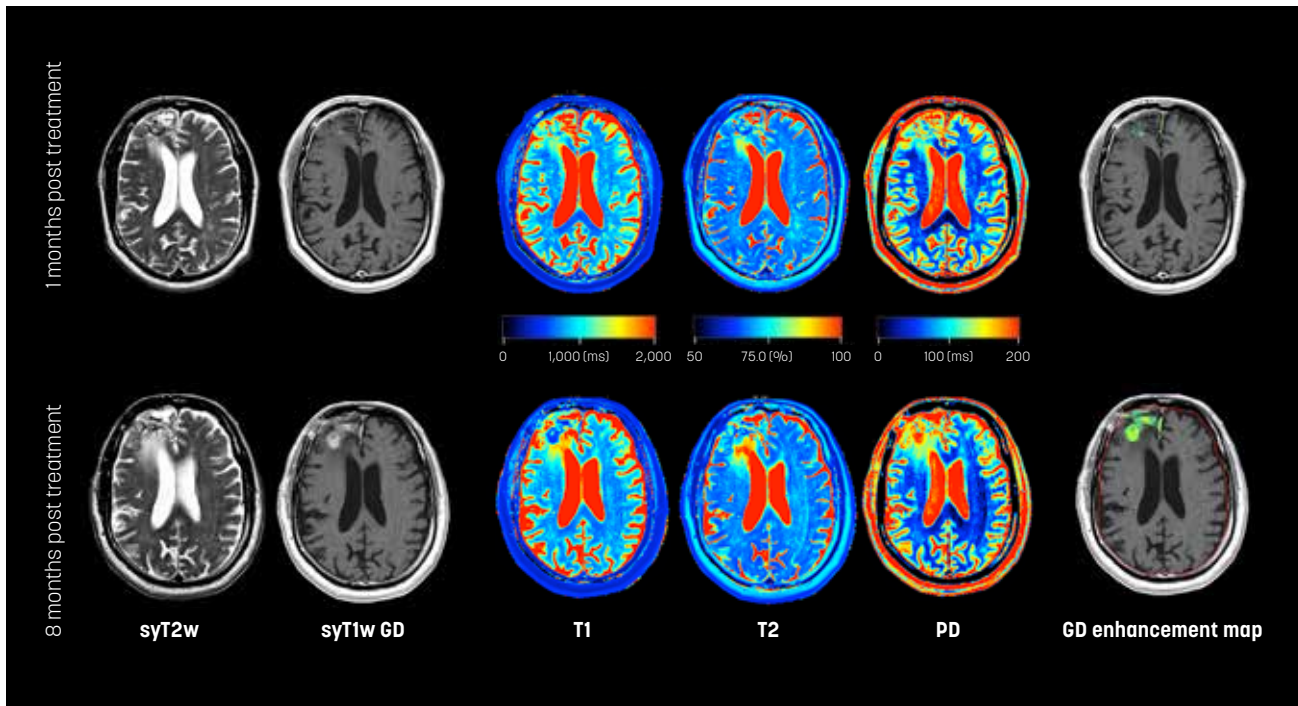 1 months post treatment
0 1,000 (ms) 2,000
50 75.0 (%) 100
0 100 (ms) 200
8 months post treatment
syT2w
syT1w GD
T1
T2
PD
GD enhancement map